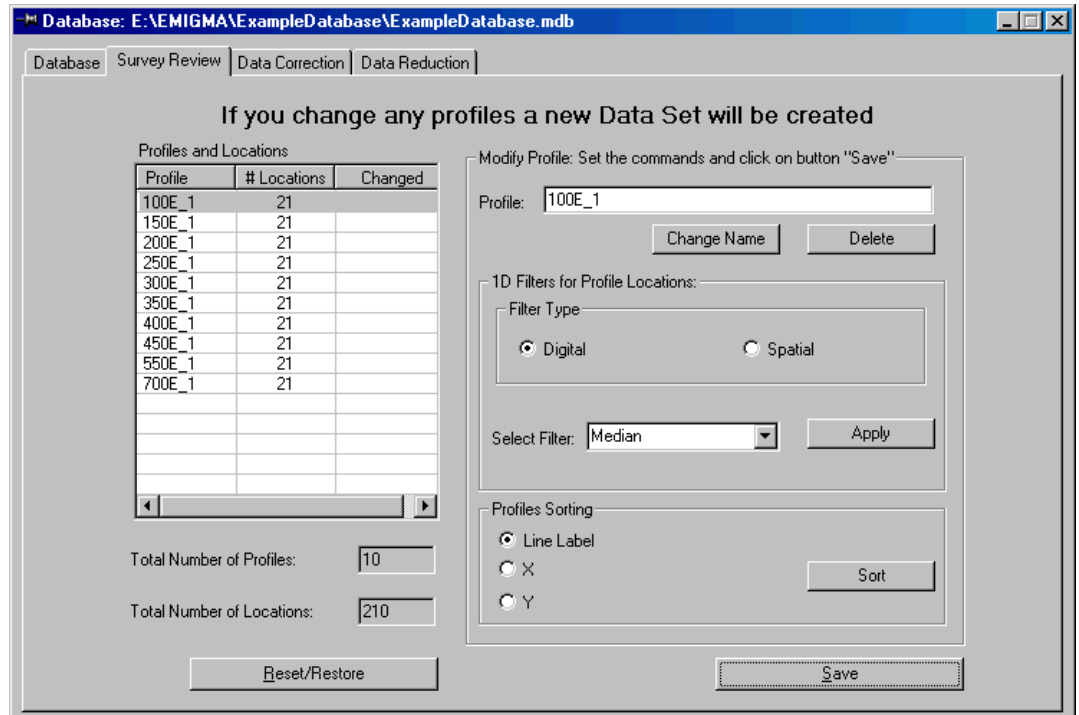 Database: E:\EMIGMA\ExampleDatabase\ExampleDatabase.mdb
Database Survey Review Data Correction Data Reduction
If you change any profiles a new Data Set will be created
Profiles and Locations
Profile # Locations Changed
100E_1 21
150E_1 21
200E_1 21
250E_1 21
300E_1 21
350E_1 21
400E_1 21
450E_1 21
550E_1 21
700E_1 21
Total Number of Profiles: 10
Total Number of Locations: 210
Reset/Restore
Modify Profile: Set the commands and click on button "Save"
Profile: 100E_1
Change Name Delete
1D Filters for Profile Locations:
Filter Type
Digital Spatial
Select Filter: Median Apply
Profiles Sorting
Line Label
X
Sort
Y
Save